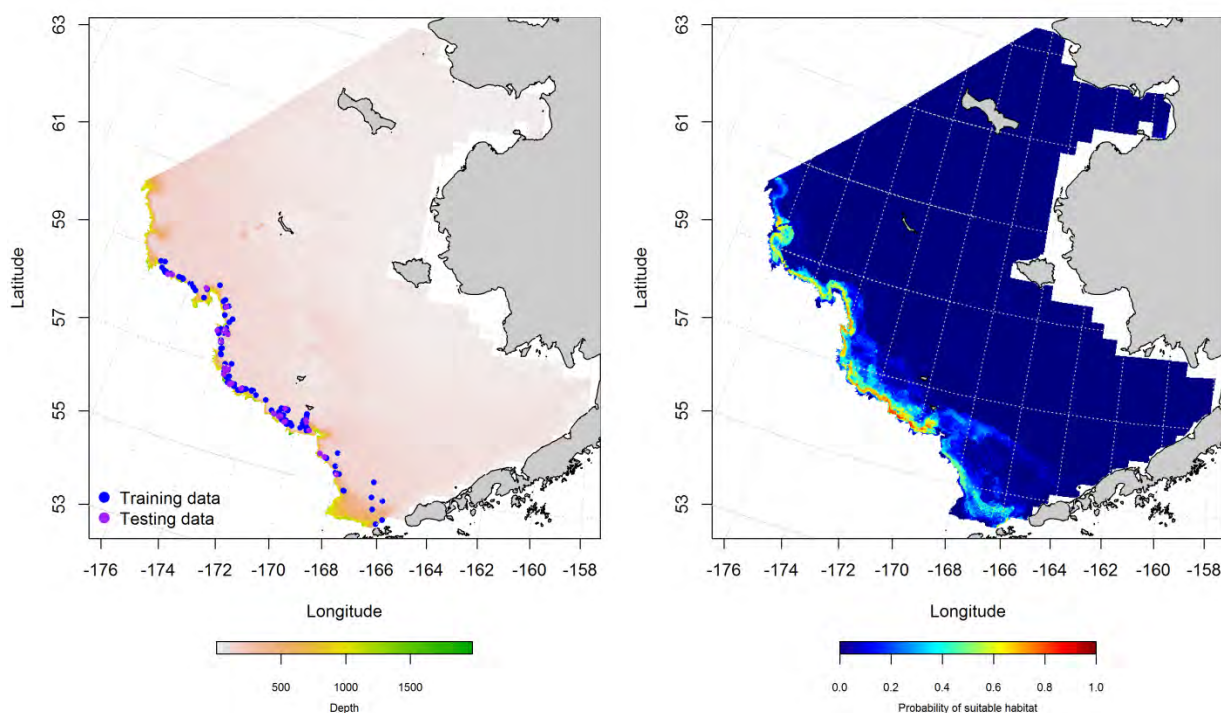 63
61
59
57
55
53
Latitude
Training data
Testing data
-176 -174 -172 -170 -168 -166 -164 -162 -160 -158
Longitude
500 1000 1500
Depth
63
61
59
57
55
53
Latitude
-176 -174 -172 -170 -168 -166 -164 -162 -160 -158
Longitude
0.0 0.2 0.4 0.6 0.8 1.0
Probability of suitable habitat